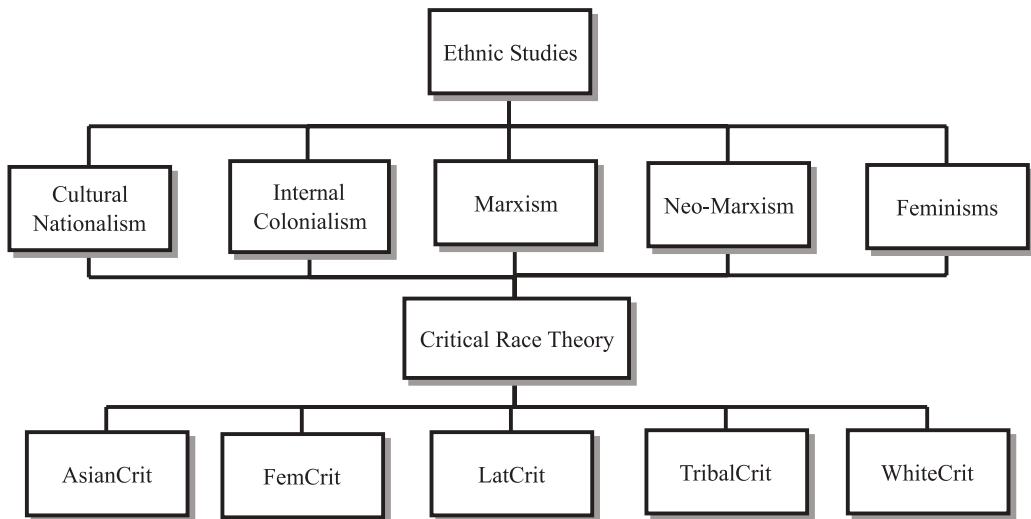 Ethnic Studies
Cultural
Nationalism
Internal
Colonialism
Marxism
Neo-Marxism
Feminisms
Critical Race Theory
AsianCrit
FemCrit
LatCrit
TribalCrit
WhiteCrit